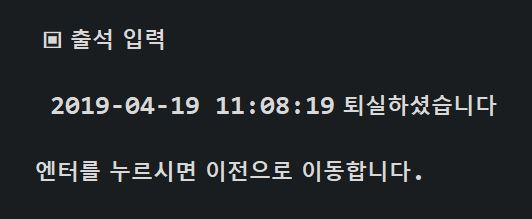 ▣ 출석 입력
2019-04-19 11:08:19 퇴실하셨습니다
엔터를 누르시면 이전으로 이동합니다.